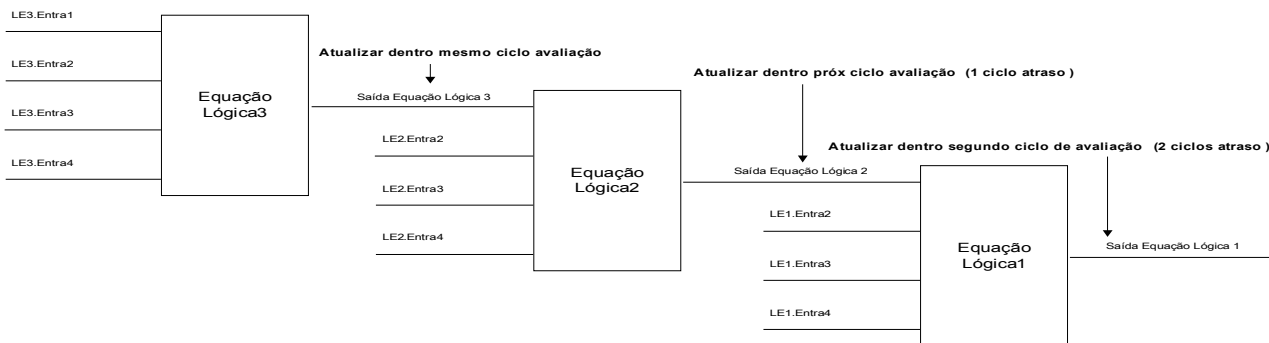 LE3.Entra1
LE3.Entra2
LE3.Entra3
LE3.Entra4
Equação
Lógica3
Atualizar dentro mesmo ciclo avaliação
Saída Equação Lógica 3
LE2.Entra2
LE2.Entra3
LE2.Entra4
Equação
Lógica2
Atualizar dentro próx ciclo avaliação (1 ciclo atraso )
Saída Equação Lógica 2
LE1.Entra2
LE1.Entra3
LE1.Entra4
Equação
Lógica1
Atualizar dentro segundo ciclo de avaliação (2 ciclos atraso )
Saída Equação Lógica 1